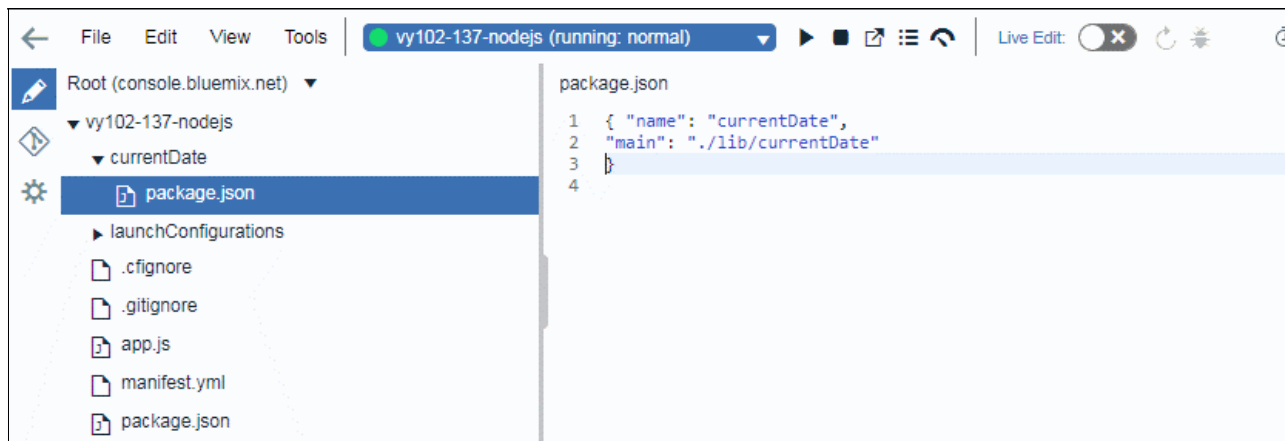 File Edit View Tools vy102-137-nodejs (running: normal) Live Edit:
Root (console.bluemix.net)
vy102-137-nodejs
currentDate
package.json
launchConfigurations
.cfignore
.gitignore
app.js
manifest.yml
package.json
package.json
1 { "name": "currentDate",
2 "main": "./lib/currentDate"
3 }
4